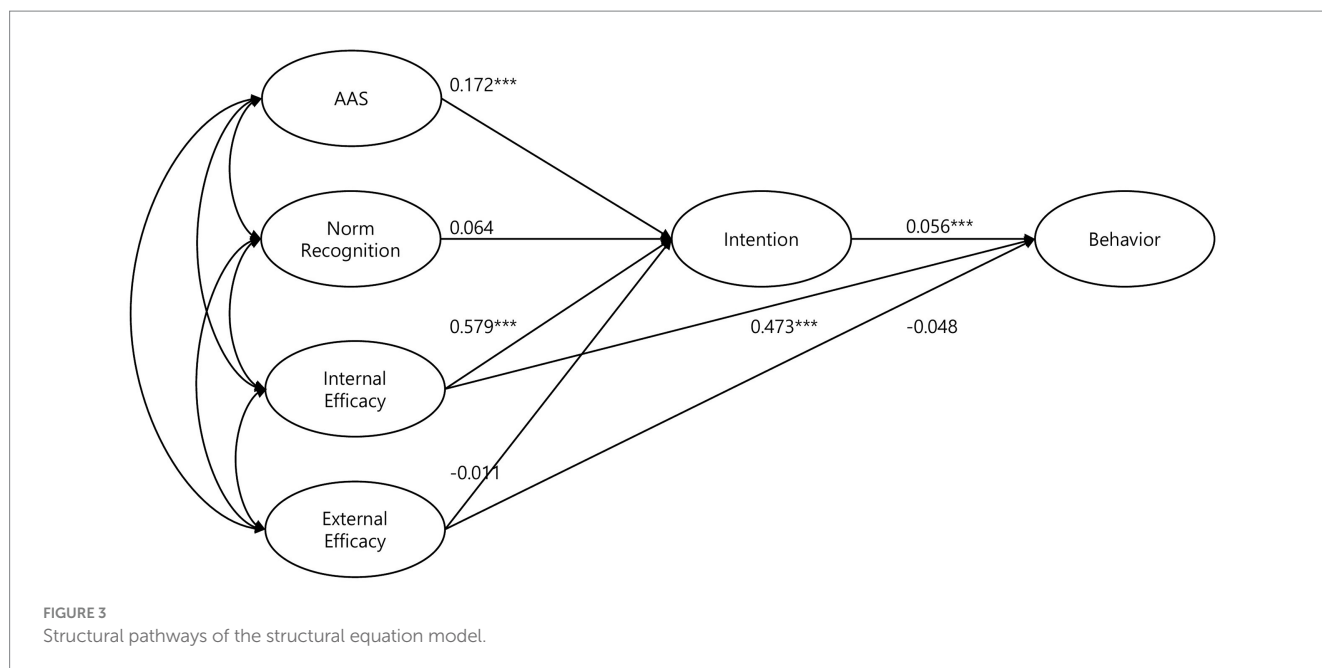 AAS
0.172***
Norm
Recognition
0.064
Intention
0.056***
Behavior
Internal
Efficacy
0.579***
0.473***
-0.048
External
Efficacy
-0.011
FIGURE 3
Structural pathways of the structural equation model.